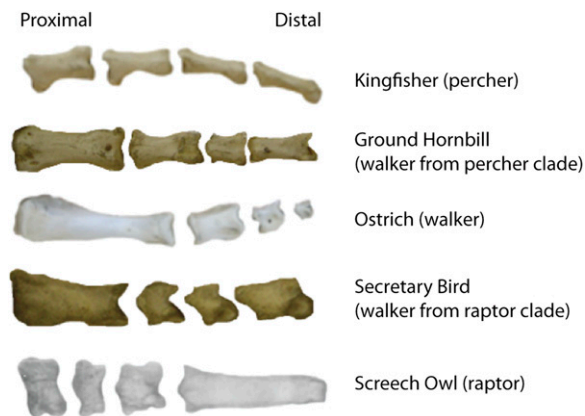 Proximal Distal
Kingfisher (percher)
Ground Hornbill
(walker from percher clade)
Ostrich (walker)
Secretary Bird
(walker from raptor clade)
Screech Owl (raptor)